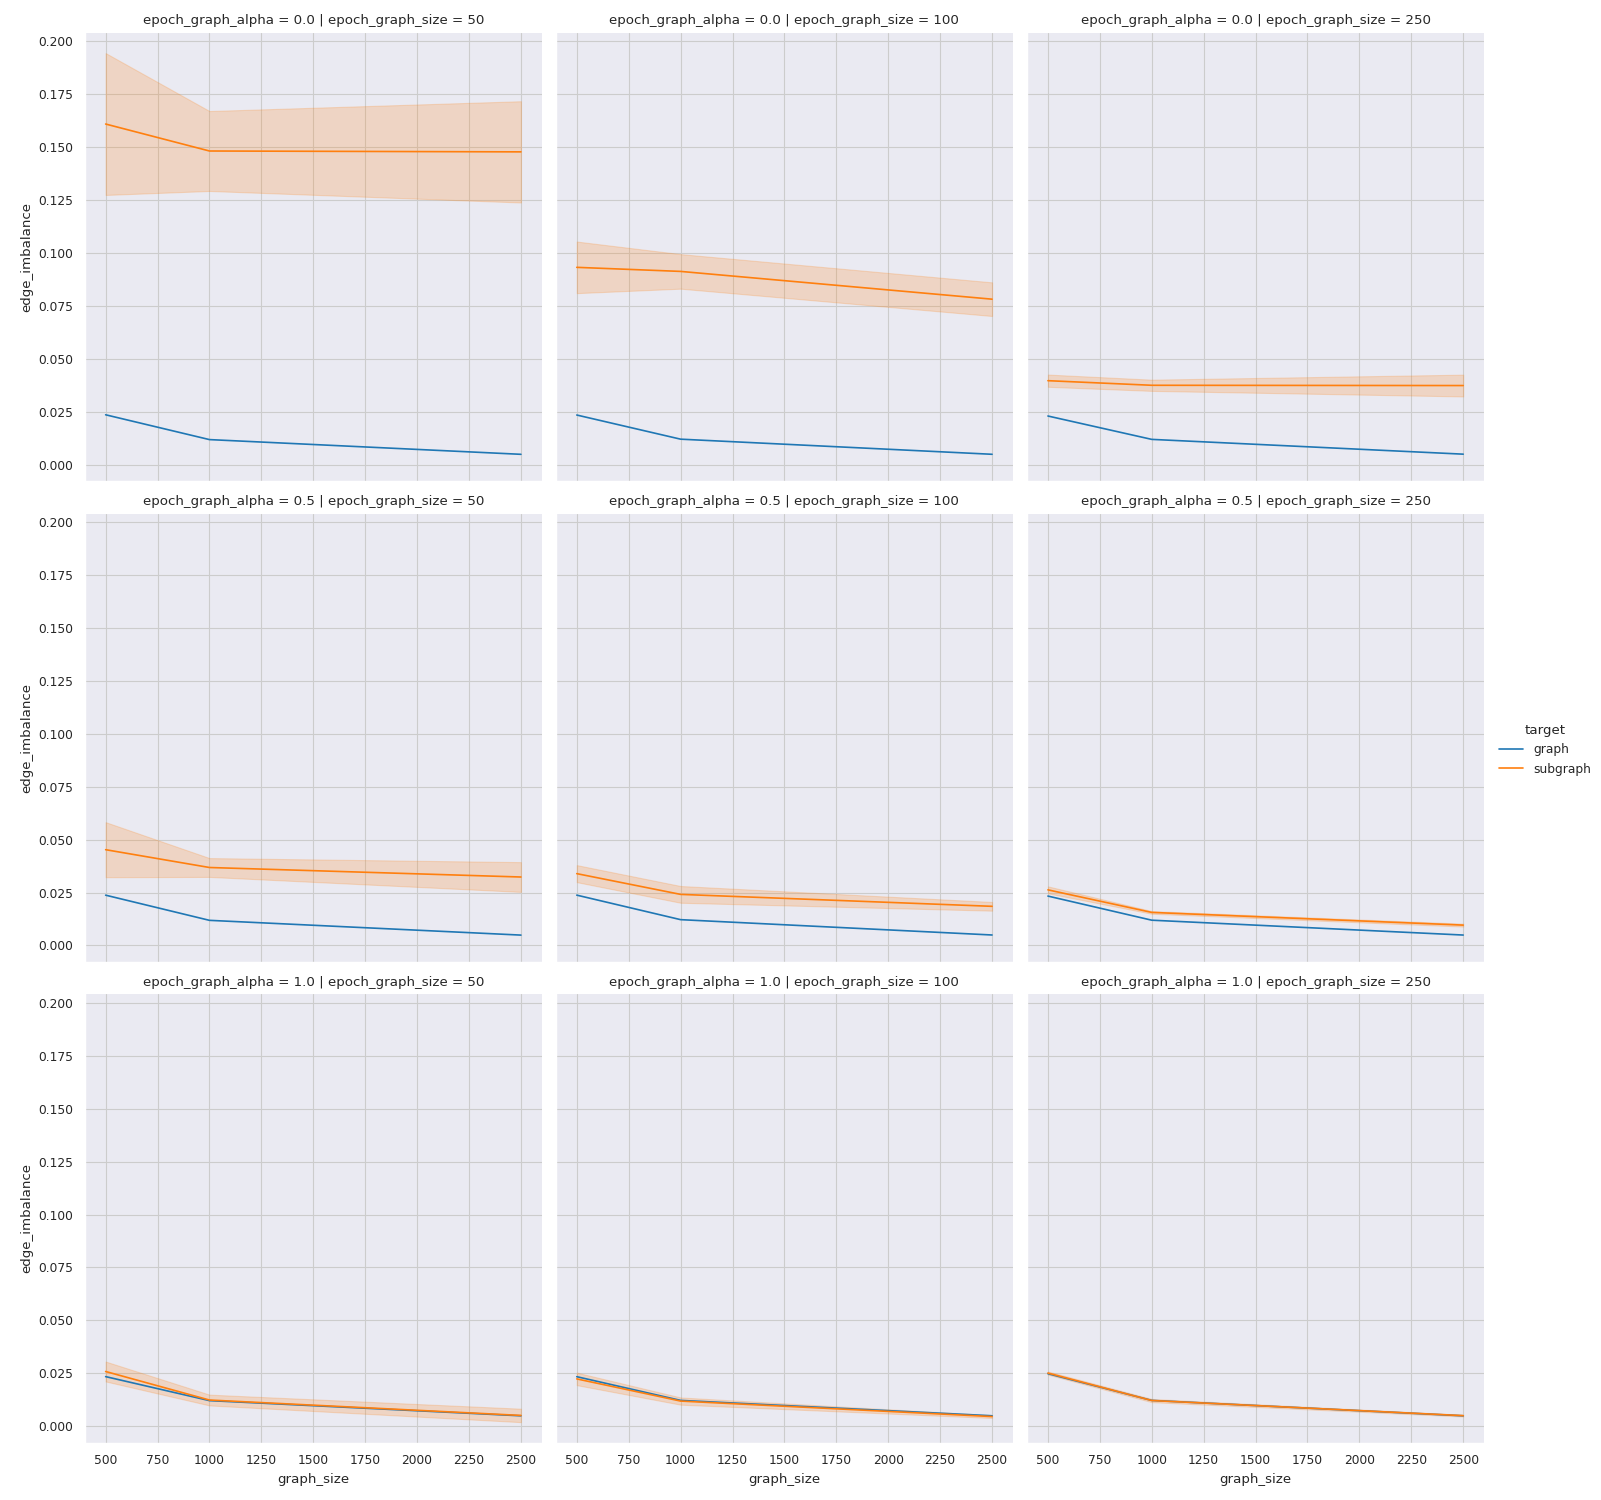 epoch_graph_alpha = 0.0 | epoch_graph_size = 50
epoch_graph_alpha = 0.0 | epoch_graph_size = 100
epoch_graph_alpha = 0.0 | epoch_graph_size = 250
0.200
0.175
0.150
0.125
0.100
0.075
0.050
0.025
0.000
edge_imbalance
epoch_graph_alpha = 0.5 | epoch_graph_size = 50
epoch_graph_alpha = 0.5 | epoch_graph_size = 100
epoch_graph_alpha = 0.5 | epoch_graph_size = 250
0.200
0.175
0.150
0.125
0.100
0.075
0.050
0.025
0.000
edge_imbalance
target
graph
subgraph
epoch_graph_alpha = 1.0 | epoch_graph_size = 50
epoch_graph_alpha = 1.0 | epoch_graph_size = 100
epoch_graph_alpha = 1.0 | epoch_graph_size = 250
0.200
0.175
0.150
0.125
0.100
0.075
0.050
0.025
0.000
edge_imbalance
500 750 1000 1250 1500 1750 2000 2250 2500
graph_size
500 750 1000 1250 1500 1750 2000 2250 2500
graph_size
500 750 1000 1250 1500 1750 2000 2250 2500
graph_size